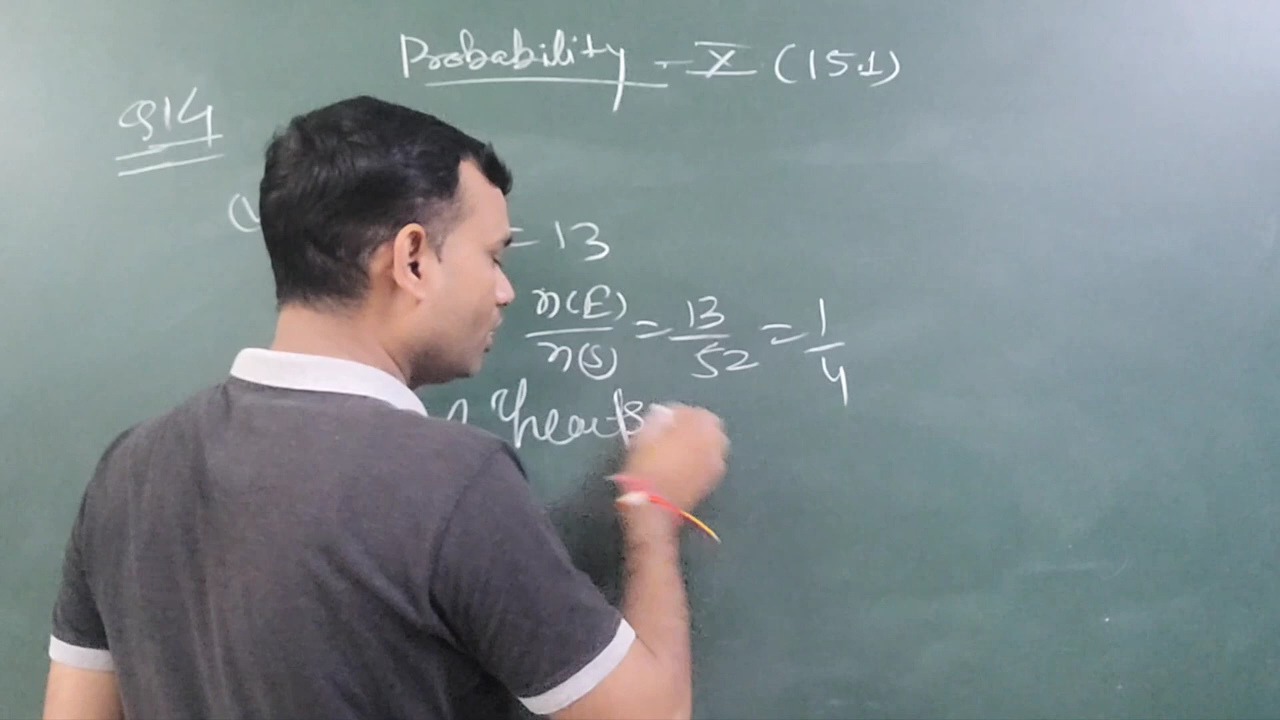 Probability - X (15.1)
Q14
= 13
n(E)/n(S) = 13/52 = 1/4
hearts